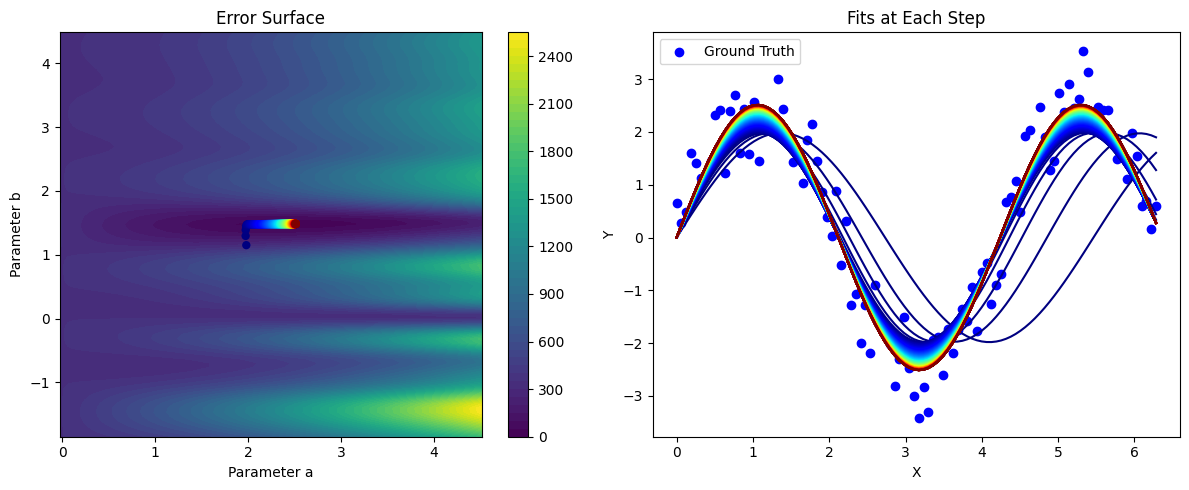 Error Surface
Parameter b
4
3
2
1
0
−1
0 1 2 3 4
Parameter a
2400
2100
1800
1500
1200
900
600
300
0
Fits at Each Step
Ground Truth
Y
3
2
1
0
−1
−2
−3
0 1 2 3 4 5 6
X